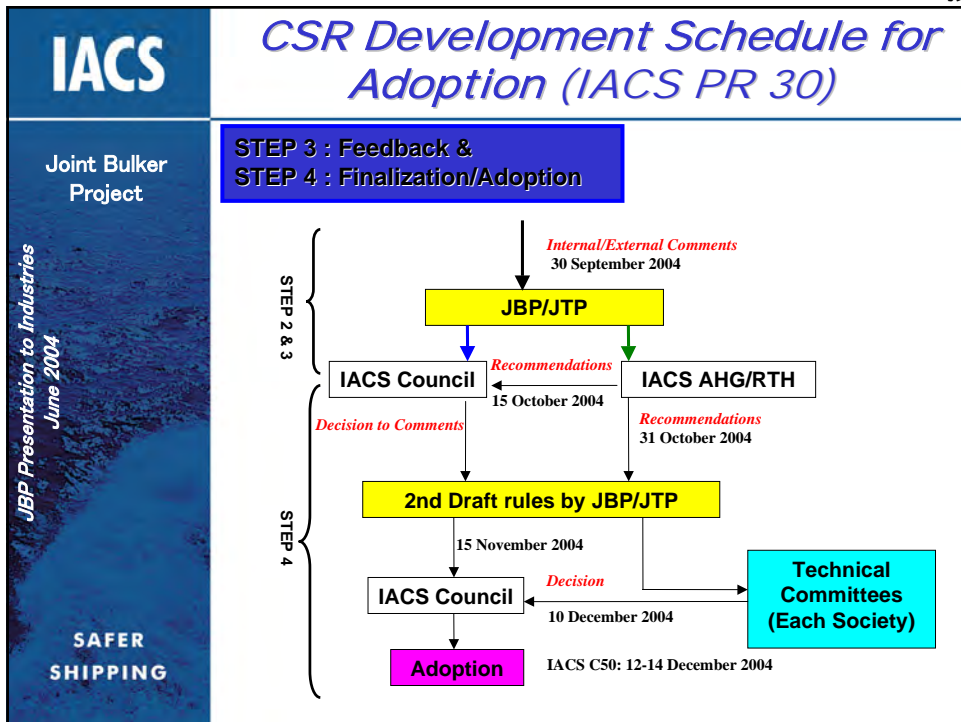 IACS
CSR Development Schedule for
Adoption (IACS PR 30)
Joint Bulker
Project
JBP Presentation to Industries
June 2004
SAFER
SHIPPING
STEP 3 : Feedback &
STEP 4 : Finalization/Adoption
STEP 2 & 3
Internal/External Comments
30 September 2004
JBP/JTP
Recommendations
IACS Council
IACS AHG/RTH
15 October 2004
Decision to Comments
Recommendations
31 October 2004
STEP 4
2nd Draft rules by JBP/JTP
15 November 2004
Technical
Committees
(Each Society)
Decision
IACS Council
10 December 2004
Adoption
IACS C50: 12-14 December 2004